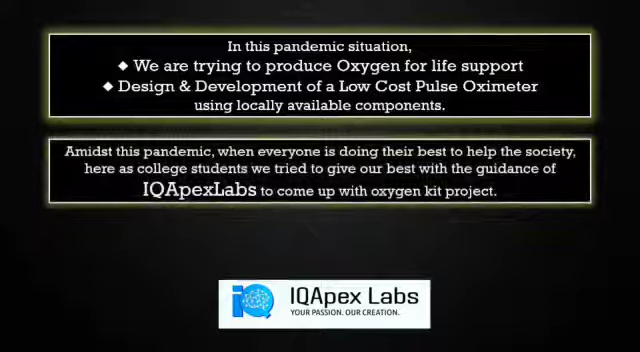 In this pandemic situation,
◆ We are trying to produce Oxygen for life support
◆ Design & Development of a Low Cost Pulse Oximeter
using locally available components.
Amidst this pandemic, when everyone is doing their best to help the society,
here as college students we tried to give our best with the guidance of
IQApexLabs to come up with oxygen kit project.
iQ IQApex Labs
YOUR PASSION. OUR CREATION.